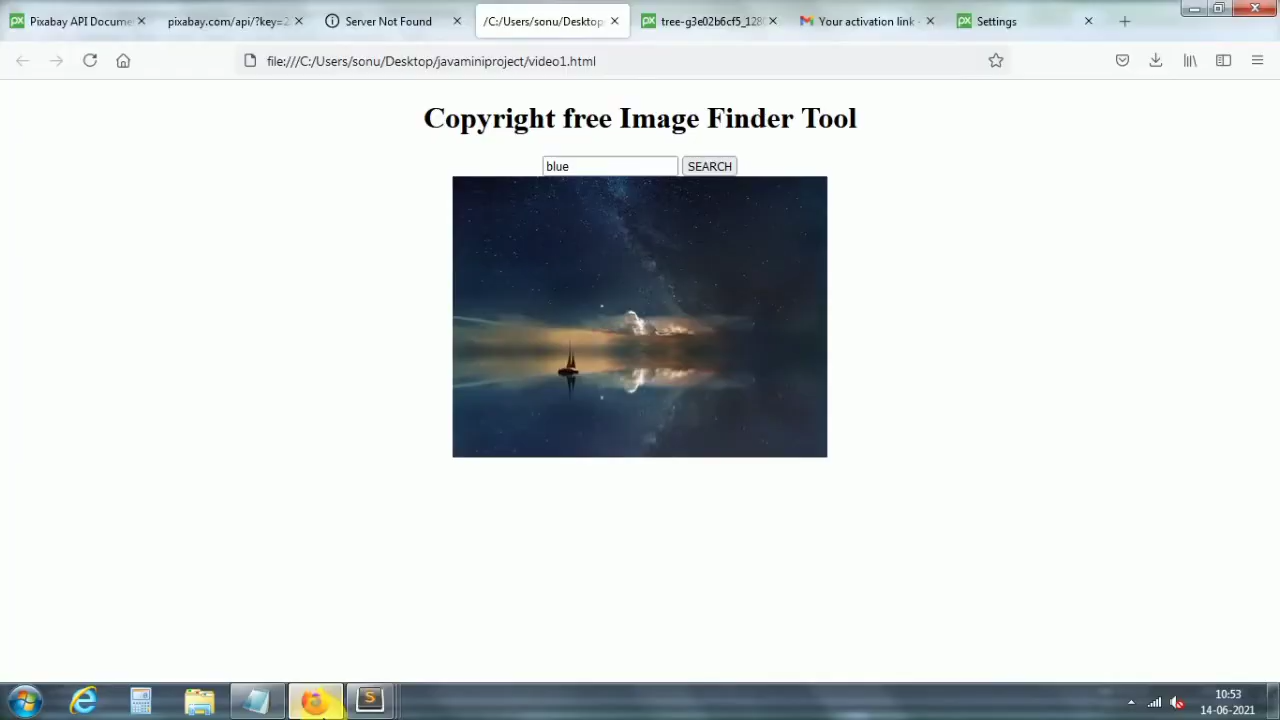 Pixabay API Docume
pixabay.com/api/?key=2
Server Not Found
/C:/Users/sonu/Desktop
tree-g3e02b6cf5_1280
Your activation link -
Settings
file:///C:/Users/sonu/Desktop/javaminiproject/video1.html
Copyright free Image Finder Tool
blue
SEARCH
10:53
14-06-2021